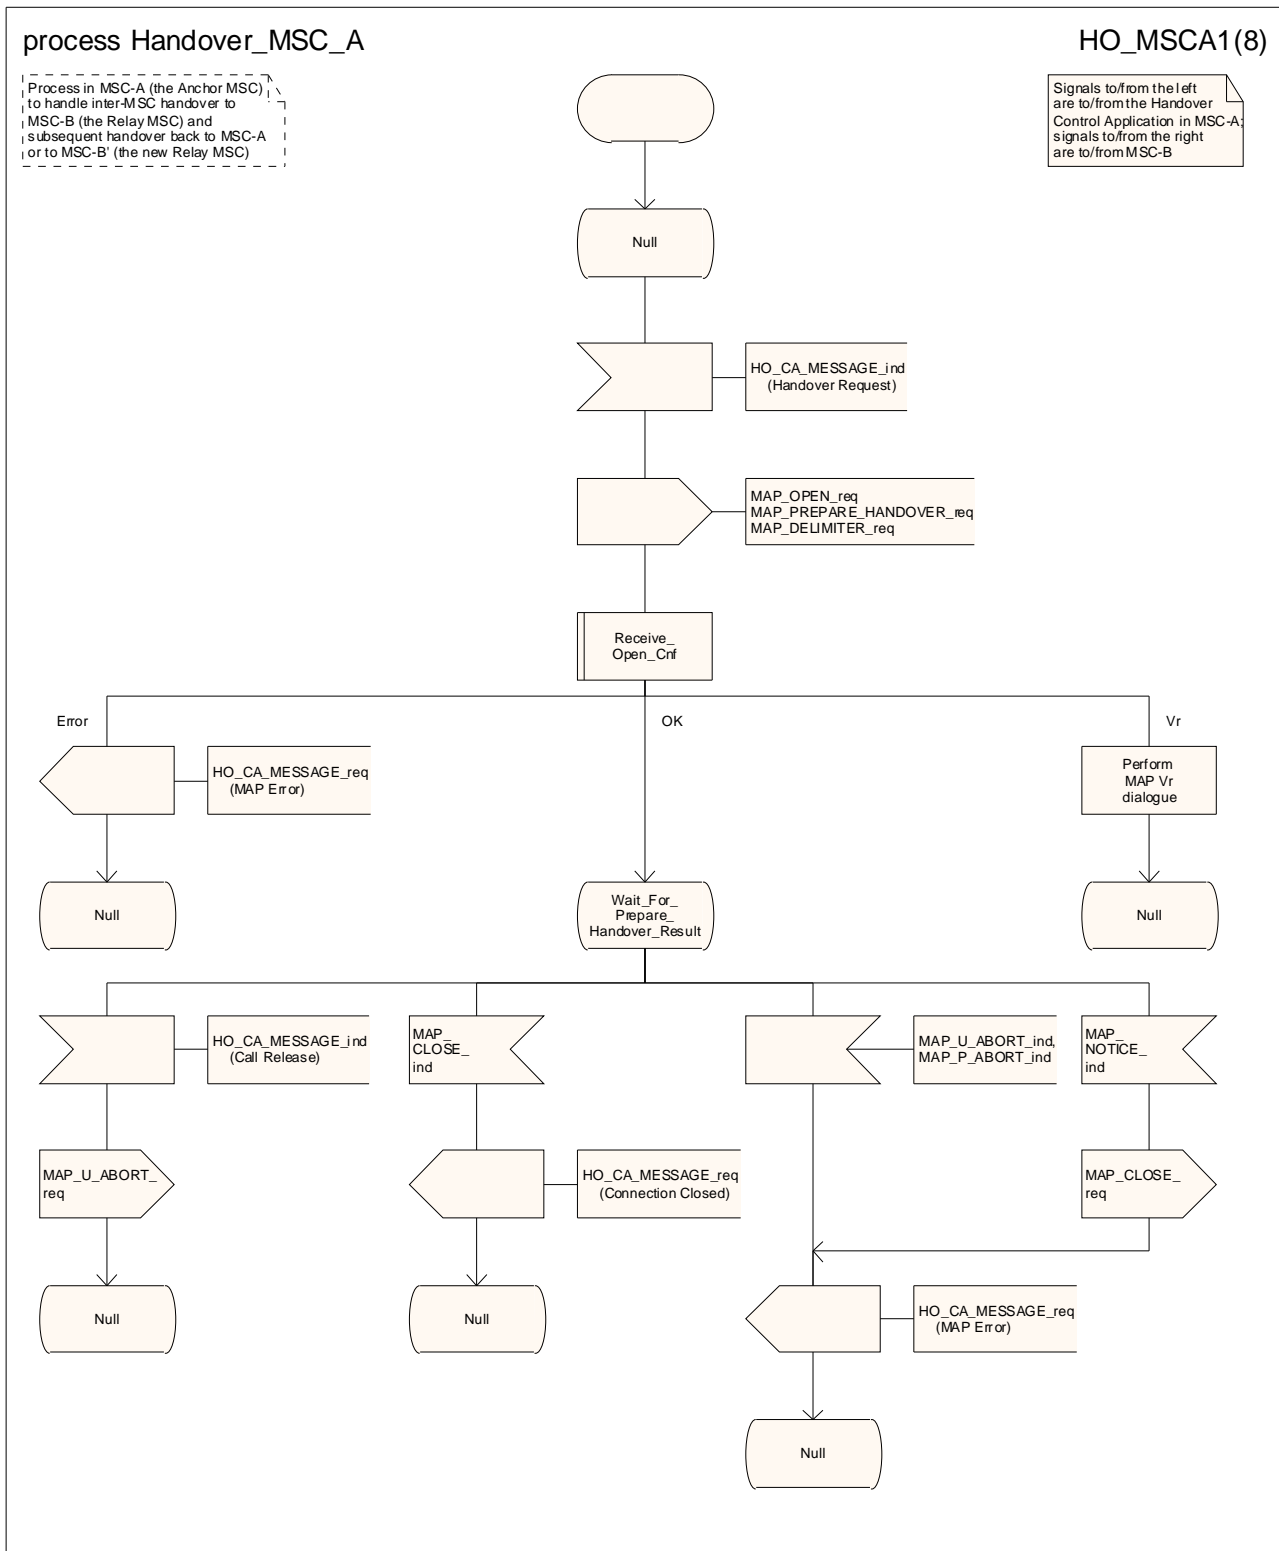 process Handover_MSC_A
HO_MSCA1(8)
Process in MSC-A (the Anchor MSC)
to handle inter-MSC handover to
MSC-B (the Relay MSC) and
subsequent handover back to MSC-A
or to MSC-B' (the new Relay MSC)
Signals to/from the left
are to/from the Handover
Control Application in MSC-A;
signals to/from the right
are to/from MSC-B
Null
HO_CA_MESSAGE_ind
(Handover Request)
MAP_OPEN_req
MAP_PREPARE_HANDOVER_req
MAP_DELIMITER_req
Receive_
Open_Cnf
Error
OK
Vr
HO_CA_MESSAGE_req
(MAP Error)
Perform
MAP Vr
dialogue
Null
Wait_For_
Prepare_
Handover_Result
Null
HO_CA_MESSAGE_ind
(Call Release)
MAP_
CLOSE_
ind
MAP_U_ABORT_ind,
MAP_P_ABORT_ind
MAP_
NOTICE_
ind
MAP_U_ABORT_
req
HO_CA_MESSAGE_req
(Connection Closed)
MAP_CLOSE_
req
Null
Null
HO_CA_MESSAGE_req
(MAP Error)
Null